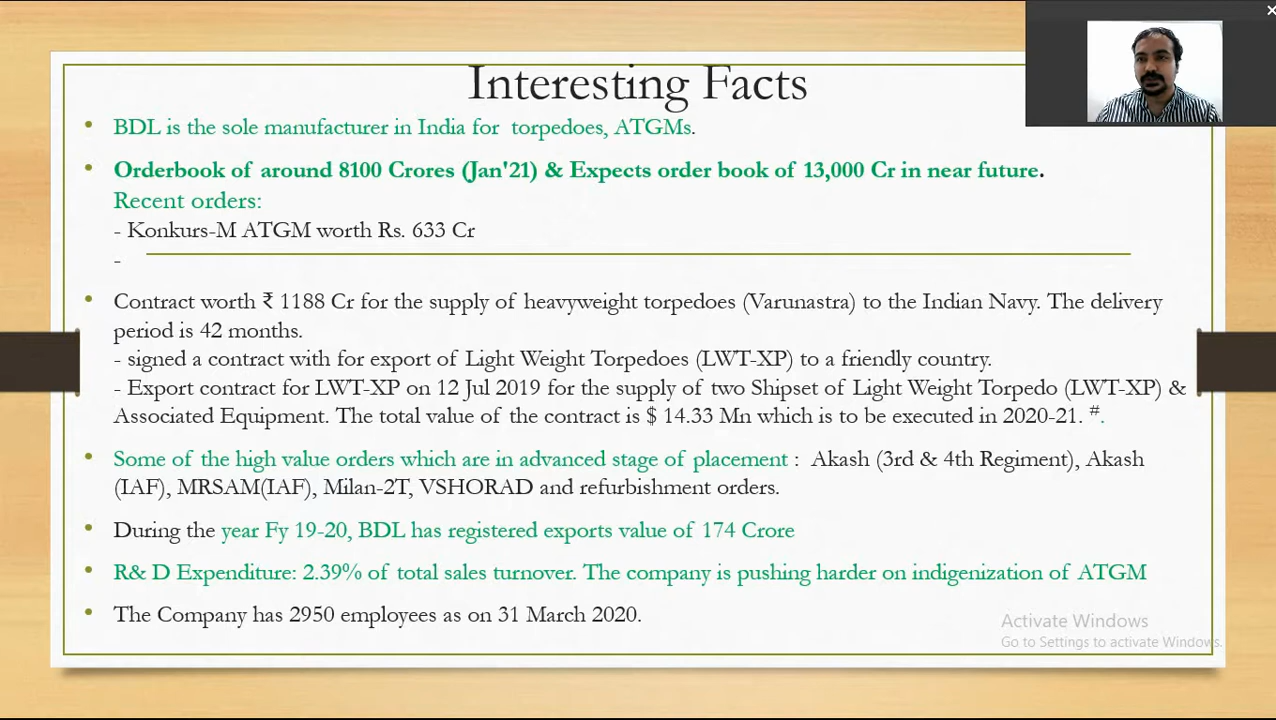 Interesting Facts
• BDL is the sole manufacturer in India for torpedoes, ATGMs.
• Orderbook of around 8100 Crores (Jan'21) & Expects order book of 13,000 Cr in near future.
Recent orders:
- Konkurs-M ATGM worth Rs. 633 Cr
-
• Contract worth ₹ 1188 Cr for the supply of heavyweight torpedoes (Varunastra) to the Indian Navy. The delivery
period is 42 months.
- signed a contract with for export of Light Weight Torpedoes (LWT-XP) to a friendly country.
- Export contract for LWT-XP on 12 Jul 2019 for the supply of two Shipset of Light Weight Torpedo (LWT-XP) &
Associated Equipment. The total value of the contract is $ 14.33 Mn which is to be executed in 2020-21. #.
• Some of the high value orders which are in advanced stage of placement : Akash (3rd & 4th Regiment), Akash
(IAF), MRSAM(IAF), Milan-2T, VSHORAD and refurbishment orders.
• During the year Fy 19-20, BDL has registered exports value of 174 Crore
• R& D Expenditure: 2.39% of total sales turnover. The company is pushing harder on indigenization of ATGM
• The Company has 2950 employees as on 31 March 2020.
Activate Windows
Go to Settings to activate Windows.